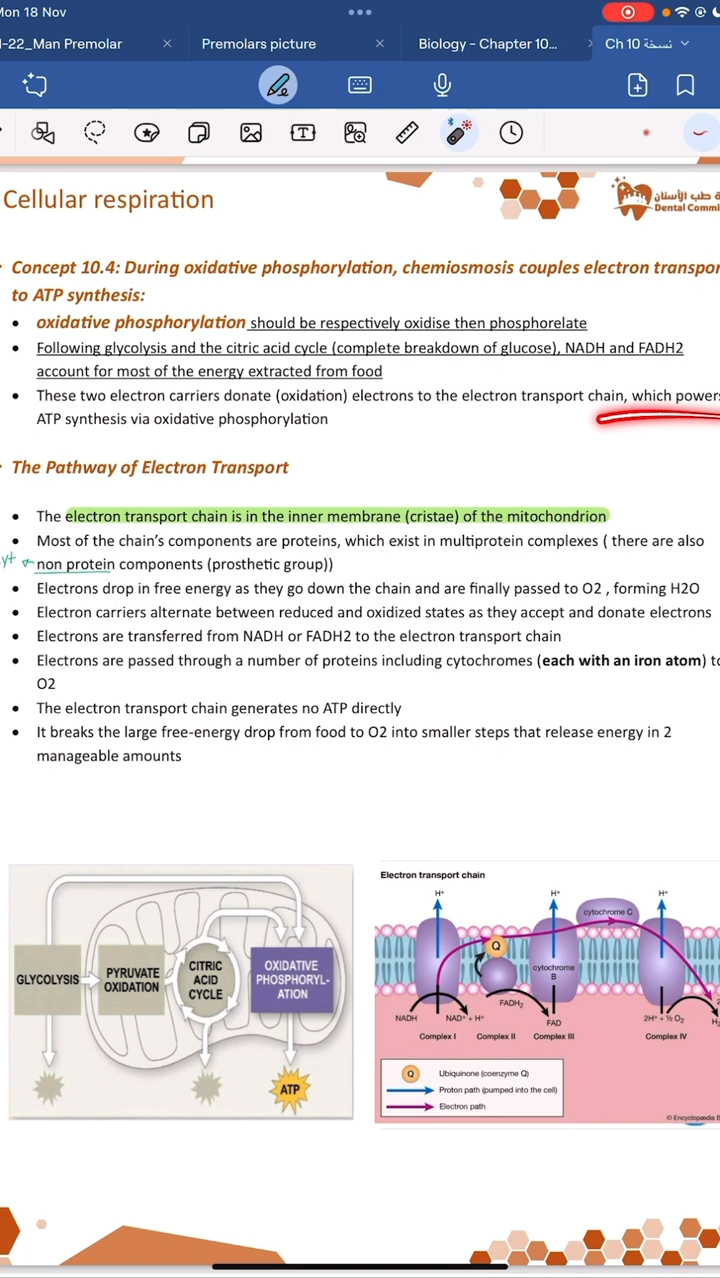 Mon 18 Nov
-22_Man Premolar
Premolars picture
Biology - Chapter 10...
نسخة Ch 10
T
Cellular respiration
طب الأسنان
Dental Commi
Concept 10.4: During oxidative phosphorylation, chemiosmosis couples electron transpor
to ATP synthesis:
• oxidative phosphorylation should be respectively oxidise then phosphorelate
• Following glycolysis and the citric acid cycle (complete breakdown of glucose), NADH and FADH2
account for most of the energy extracted from food
• These two electron carriers donate (oxidation) electrons to the electron transport chain, which powers
ATP synthesis via oxidative phosphorylation
The Pathway of Electron Transport
• The electron transport chain is in the inner membrane (cristae) of the mitochondrion
• Most of the chain's components are proteins, which exist in multiprotein complexes ( there are also
non protein components (prosthetic group))
• Electrons drop in free energy as they go down the chain and are finally passed to O2 , forming H2O
• Electron carriers alternate between reduced and oxidized states as they accept and donate electrons
• Electrons are transferred from NADH or FADH2 to the electron transport chain
• Electrons are passed through a number of proteins including cytochromes (each with an iron atom) to
O2
• The electron transport chain generates no ATP directly
• It breaks the large free-energy drop from food to O2 into smaller steps that release energy in 2
manageable amounts
GLYCOLYSIS
PYRUVATE
OXIDATION
CITRIC
ACID
CYCLE
OXIDATIVE
PHOSPHORYL-
ATION
ATP
Electron transport chain
H⁺
H⁺
H⁺
cytochrome C
Q
cytochrome
B
FADH₂
NADH
NAD⁺ + H⁺
FAD
2H⁺ + ½ O₂
Complex I
Complex II
Complex III
Complex IV
Q Ubiquinone (coenzyme Q)
Proton path (pumped into the cell)
Electron path
© Encyclopædia B